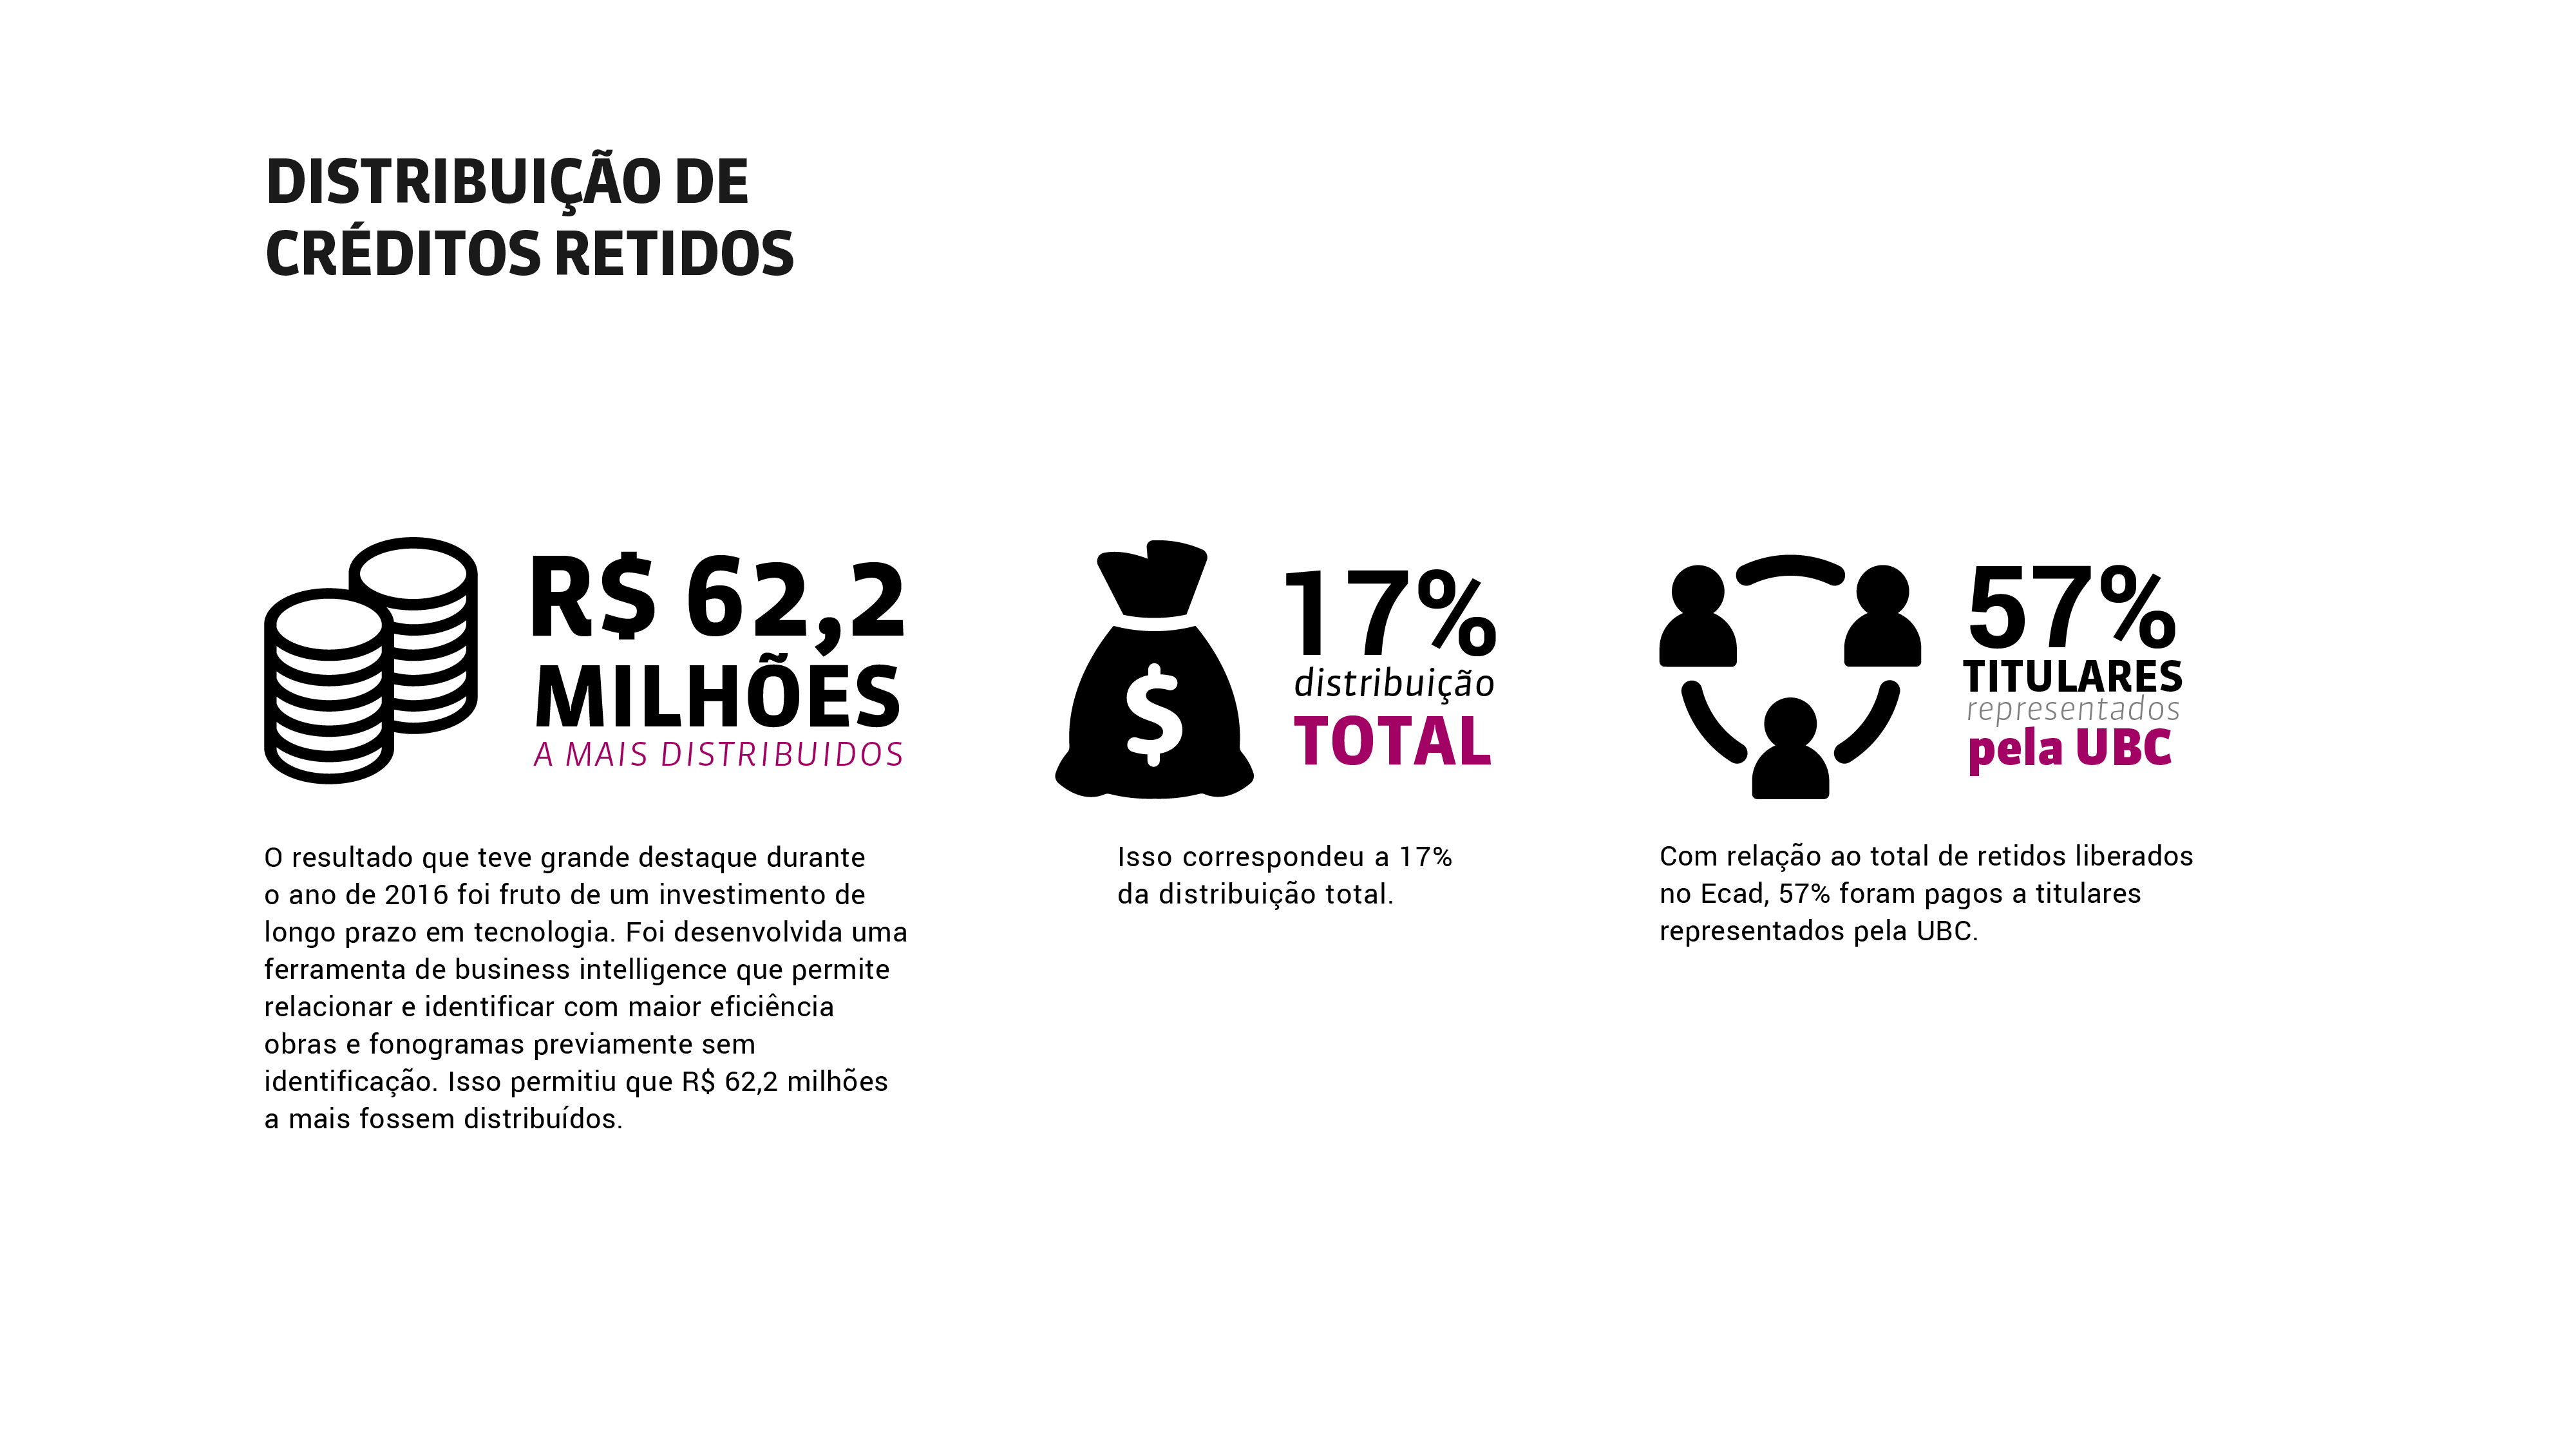 DISTRIBUIÇÃO DE
CRÉDITOS RETIDOS
R$ 62,2
MILHÕES
A MAIS DISTRIBUIDOS
O resultado que teve grande destaque durante
o ano de 2016 foi fruto de um investimento de
longo prazo em tecnologia. Foi desenvolvida uma
ferramenta de business intelligence que permite
relacionar e identificar com maior eficiência
obras e fonogramas previamente sem
identificação. Isso permitiu que R$ 62,2 milhões
a mais fossem distribuídos.
$
17%
distribuição
TOTAL
Isso correspondeu a 17%
da distribuição total.
57%
TITULARES
representados
pela UBC
Com relação ao total de retidos liberados
no Ecad, 57% foram pagos a titulares
representados pela UBC.